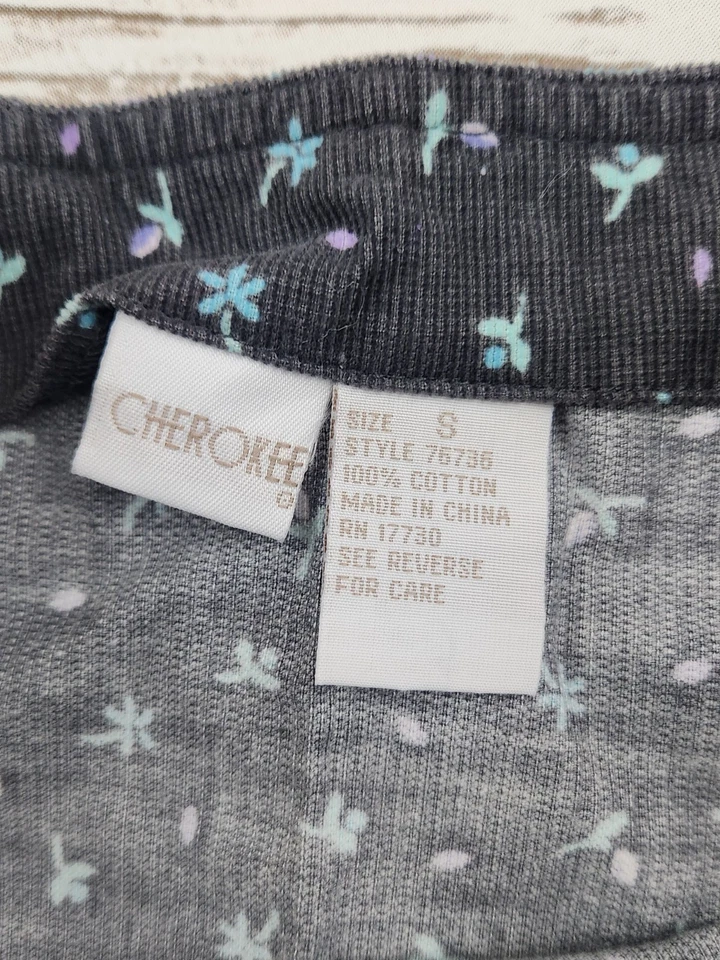 CHEROKEE
SIZE S
STYLE 76736
100% COTTON
MADE IN CHINA
RN 17730
SEE REVERSE
FOR CARE